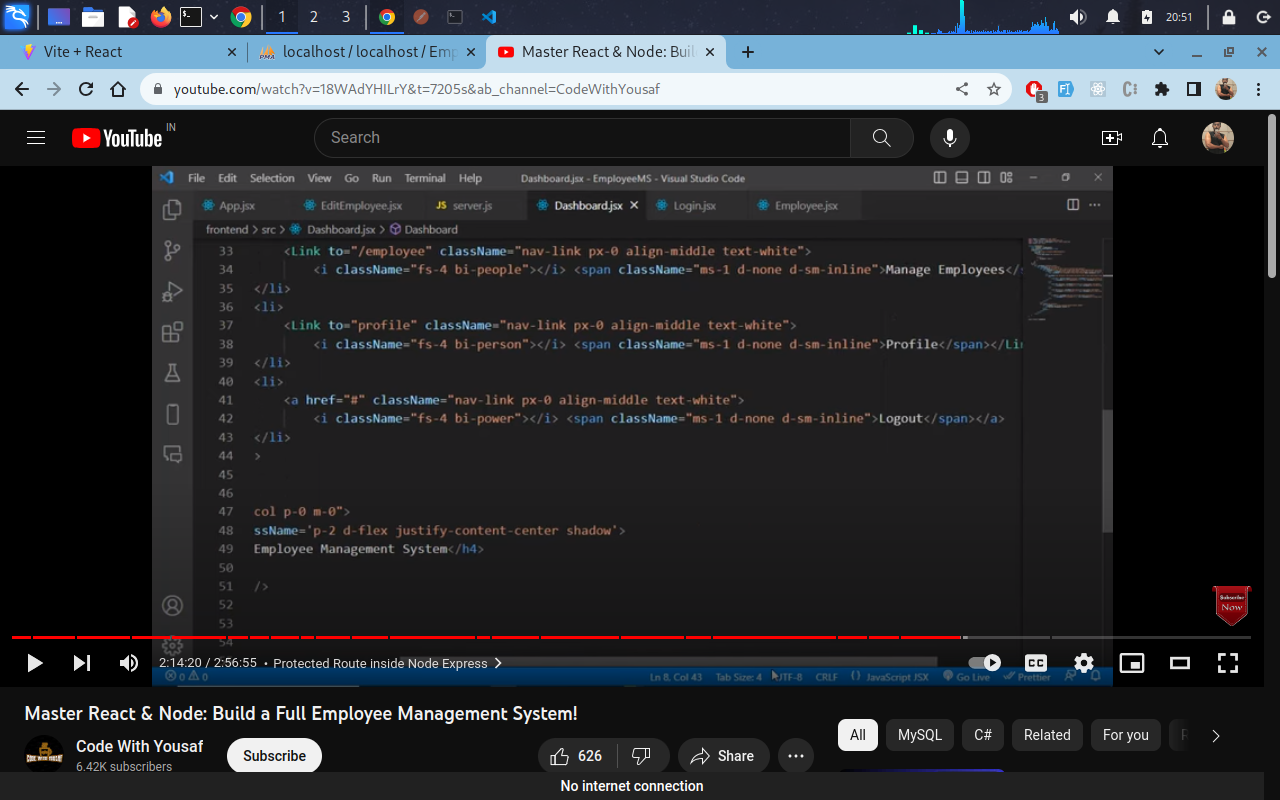 1 2 3 20:51
Vite + React
localhost / localhost / Emp
Master React & Node: Buil
youtube.com/watch?v=18WAdYHILrY&t=7205s&ab_channel=CodeWithYousaf
3
YouTube IN
Search
File Edit Selection View Go Run Terminal Help
Dashboard.jsx - EmployeeMS - Visual Studio Code
App.jsx
EditEmployee.jsx
JS server.js
Dashboard.jsx
Login.jsx
Employee.jsx
frontend > src > Dashboard.jsx > Dashboard
33 <Link to="/employee" className="nav-link px-0 align-middle text-white">
34 <i className="fs-4 bi-people"></i> <span className="ms-1 d-none d-sm-inline">Manage Employees</s
35 </li>
36 <li>
37 <Link to="profile" className="nav-link px-0 align-middle text-white">
38 <i className="fs-4 bi-person"></i> <span className="ms-1 d-none d-sm-inline">Profile</span></Lin
39 </li>
40 <li>
41 <a href="#" className="nav-link px-0 align-middle text-white">
42 <i className="fs-4 bi-power"></i> <span className="ms-1 d-none d-sm-inline">Logout</span></a>
43 </li>
44 >
45
46
47 col p-0 m-0">
48 ssName='p-2 d-flex justify-content-center shadow'>
49 Employee Management System</h4>
50
51 />
52
53
54
Subscribe
Now
2:14:20 / 2:56:55 • Protected Route inside Node Express >
CC
0 0 Ln 8, Col 43 Tab Size: 4 UTF-8 CRLF {} JavaScript JSX Go Live Prettier
Master React & Node: Build a Full Employee Management System!
Code With Yousaf
6.42K subscribers
Subscribe
626
Share
All
MySQL
C#
Related
For you
No internet connection